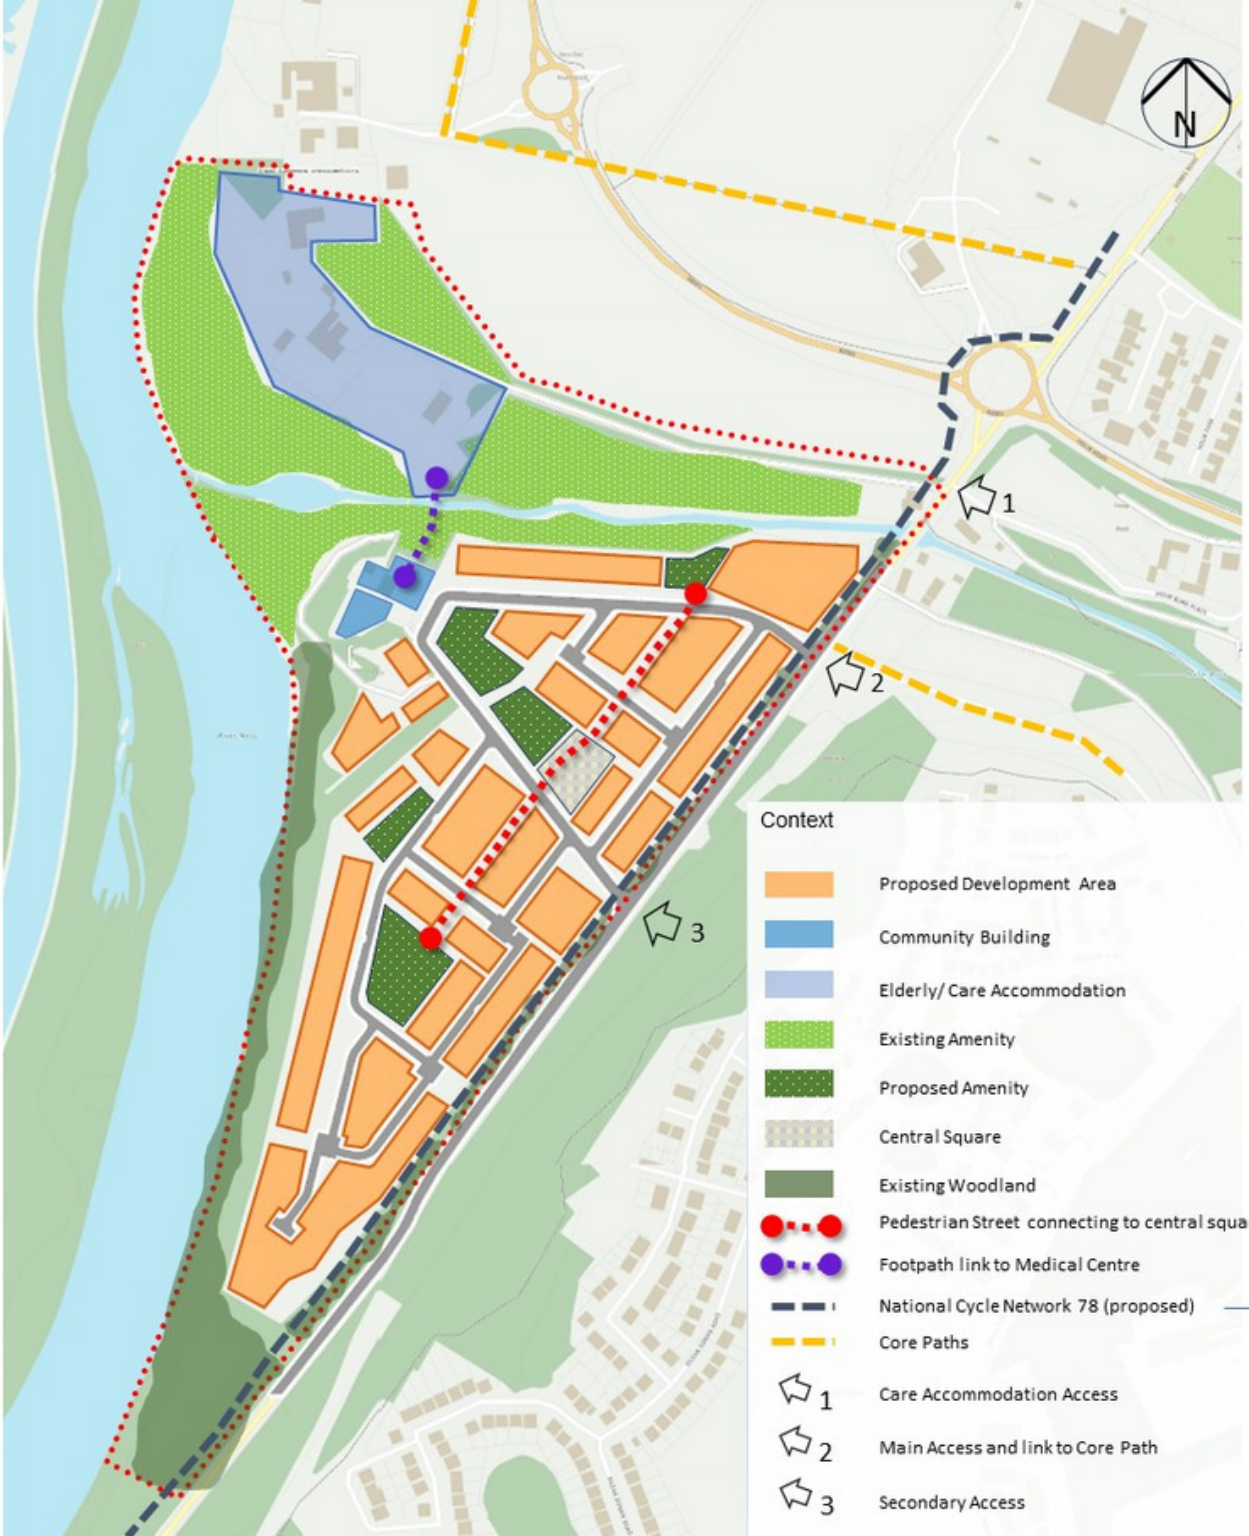 N
1
2
3
River Ness
Context
Proposed Development Area
Community Building
Elderly/ Care Accommodation
Existing Amenity
Proposed Amenity
Central Square
Existing Woodland
Pedestrian Street connecting to central squa
Footpath link to Medical Centre
National Cycle Network 78 (proposed)
Core Paths
1 Care Accommodation Access
2 Main Access and link to Core Path
3 Secondary Access